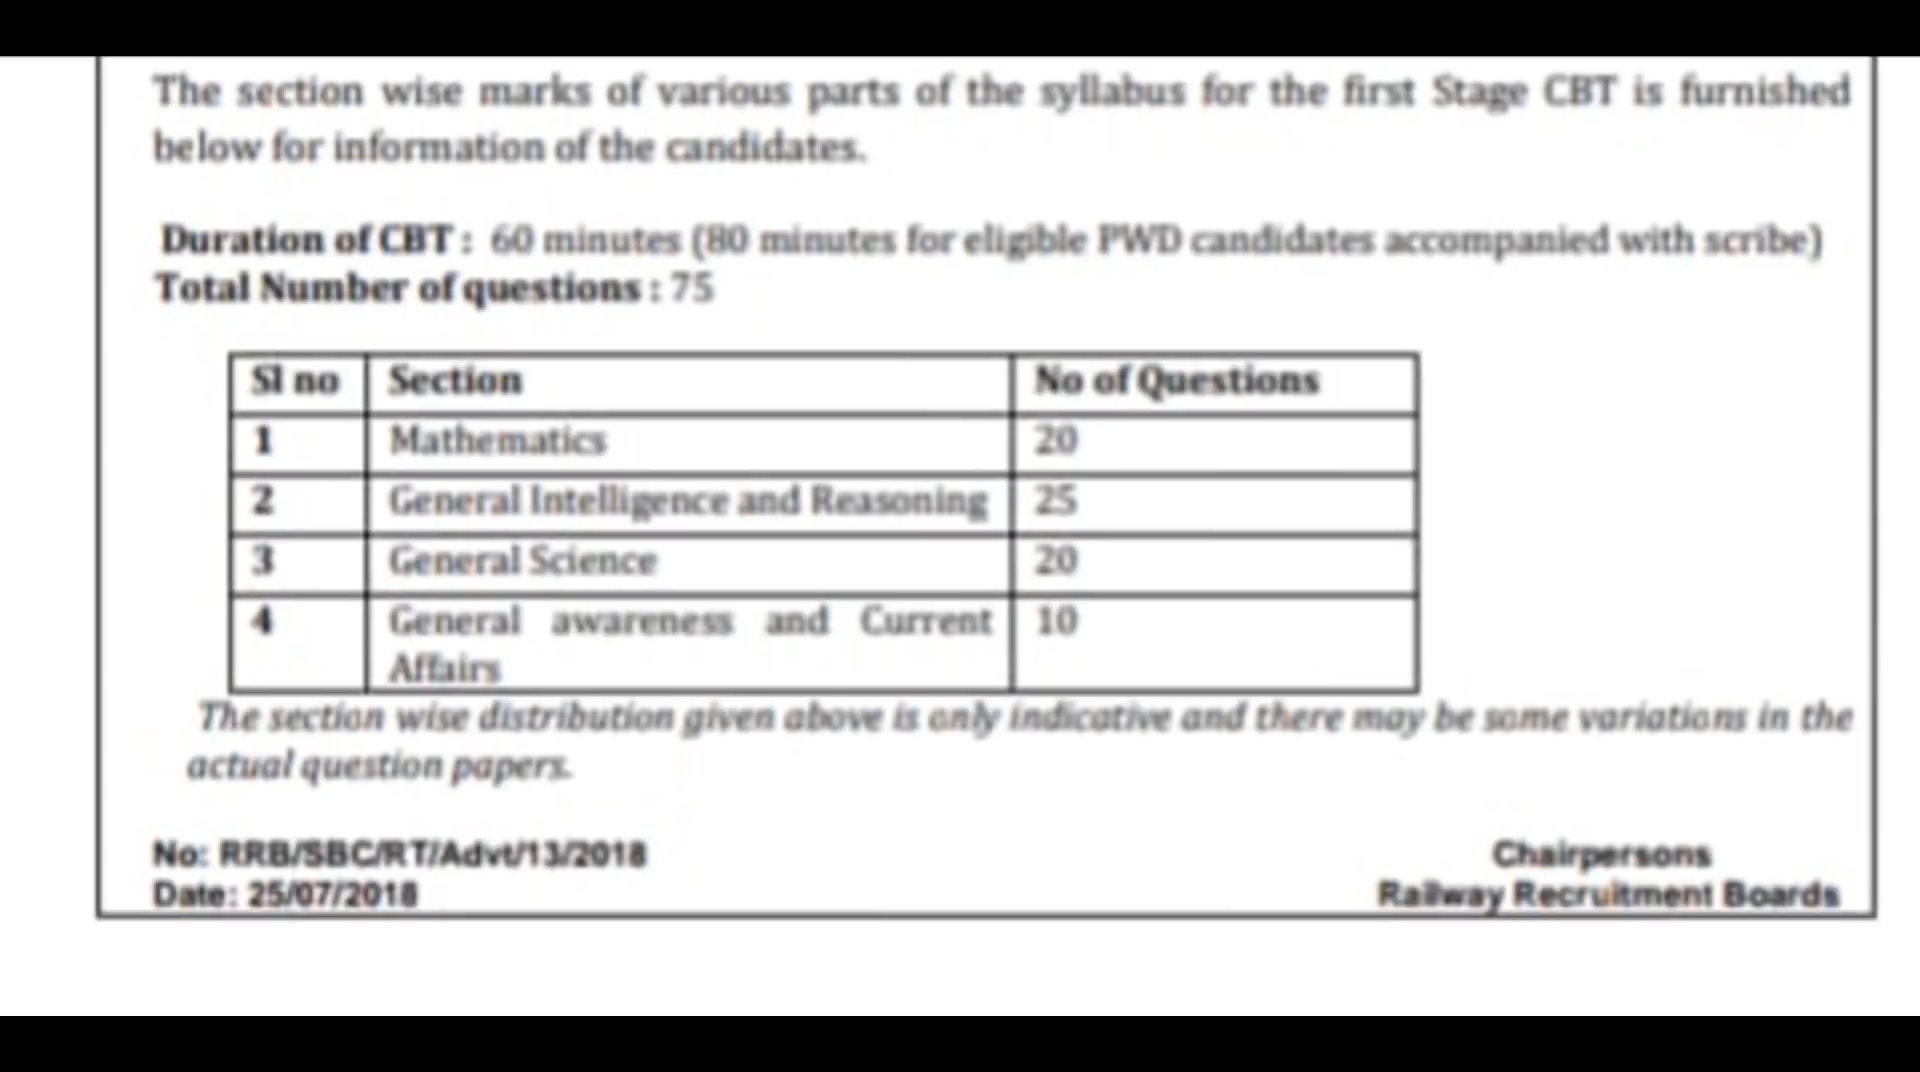 The section wise marks of various parts of the syllabus for the first Stage CBT is furnished
below for information of the candidates.
Duration of CBT : 60 minutes (80 minutes for eligible PWD candidates accompanied with scribe)
Total Number of questions : 75
Sl no Section No of Questions
1 Mathematics 20
2 General Intelligence and Reasoning 25
3 General Science 20
4 General awareness and Current 10
Affairs
The section wise distribution given above is only indicative and there may be some variations in the
actual question papers.
No: RRB/SBC/RT/Advt/13/2018 Chairpersons
Date: 25/07/2018 Railway Recruitment Boards